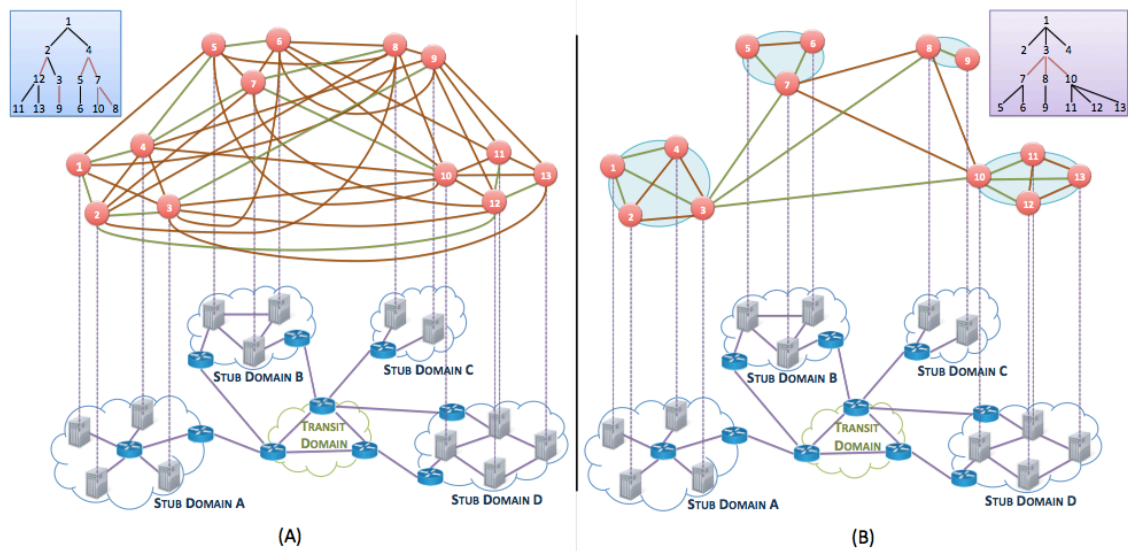 1
2 4
12 3 5 7
11 13 9 6 10 8
5
6
8
9
7
4
1
11
10
13
3
12
2
STUB DOMAIN B
STUB DOMAIN C
TRANSIT
DOMAIN
STUB DOMAIN A
STUB DOMAIN D
(A)
1
2 3 4
7 8 10
5 6 9 11 12 13
5
6
8
9
7
4
1
11
10
13
3
12
2
STUB DOMAIN B
STUB DOMAIN C
TRANSIT
DOMAIN
STUB DOMAIN A
STUB DOMAIN D
(B)